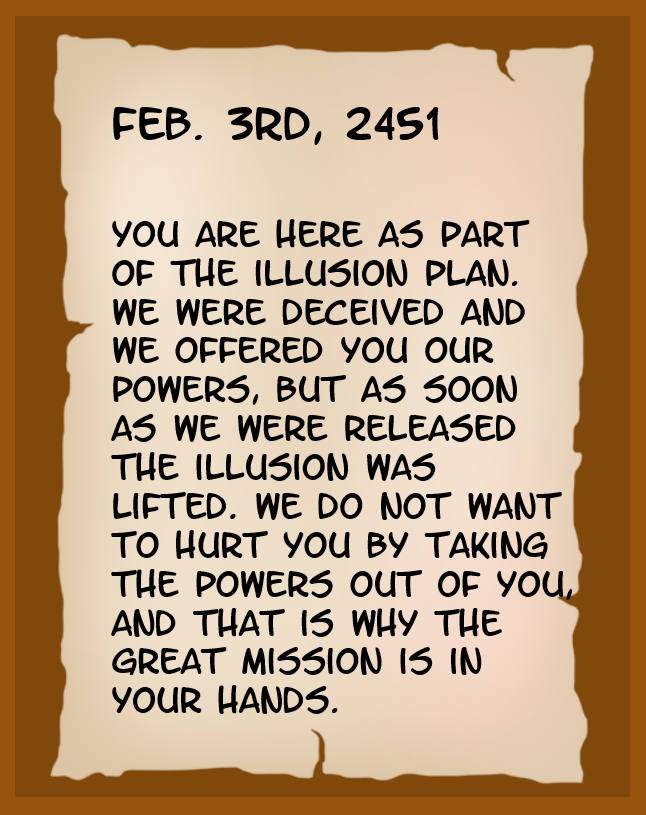 FEB. 3RD, 2451
YOU ARE HERE AS PART
OF THE ILLUSION PLAN.
WE WERE DECEIVED AND
WE OFFERED YOU OUR
POWERS, BUT AS SOON
AS WE WERE RELEASED
THE ILLUSION WAS
LIFTED. WE DO NOT WANT
TO HURT YOU BY TAKING
THE POWERS OUT OF YOU,
AND THAT IS WHY THE
GREAT MISSION IS IN
YOUR HANDS.